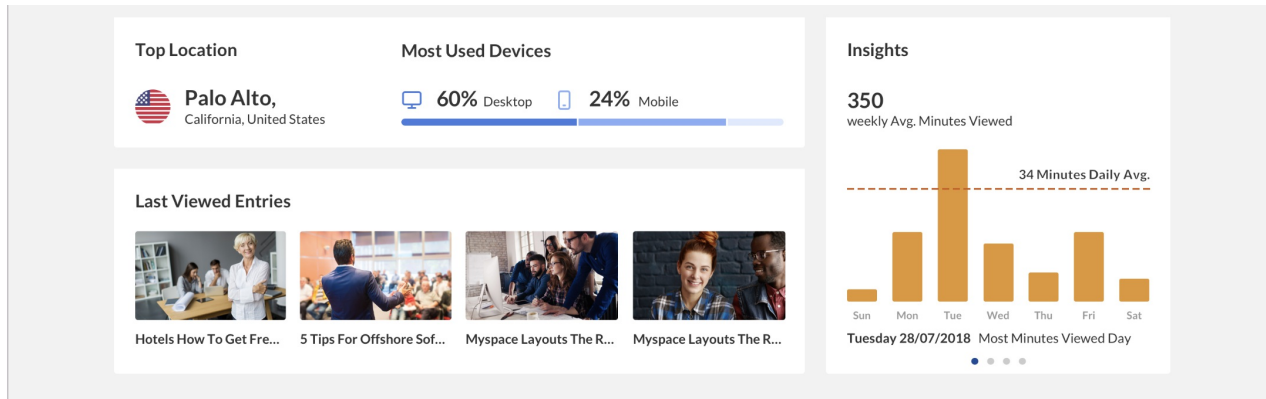 Top Location
Palo Alto,
California, United States
Most Used Devices
60% Desktop
24% Mobile
Last Viewed Entries
Hotels How To Get Fre...
5 Tips For Offshore Sof...
Myspace Layouts The R...
Myspace Layouts The R...
Insights
350
weekly Avg. Minutes Viewed
34 Minutes Daily Avg.
Sun Mon Tue Wed Thu Fri Sat
Tuesday 28/07/2018 Most Minutes Viewed Day